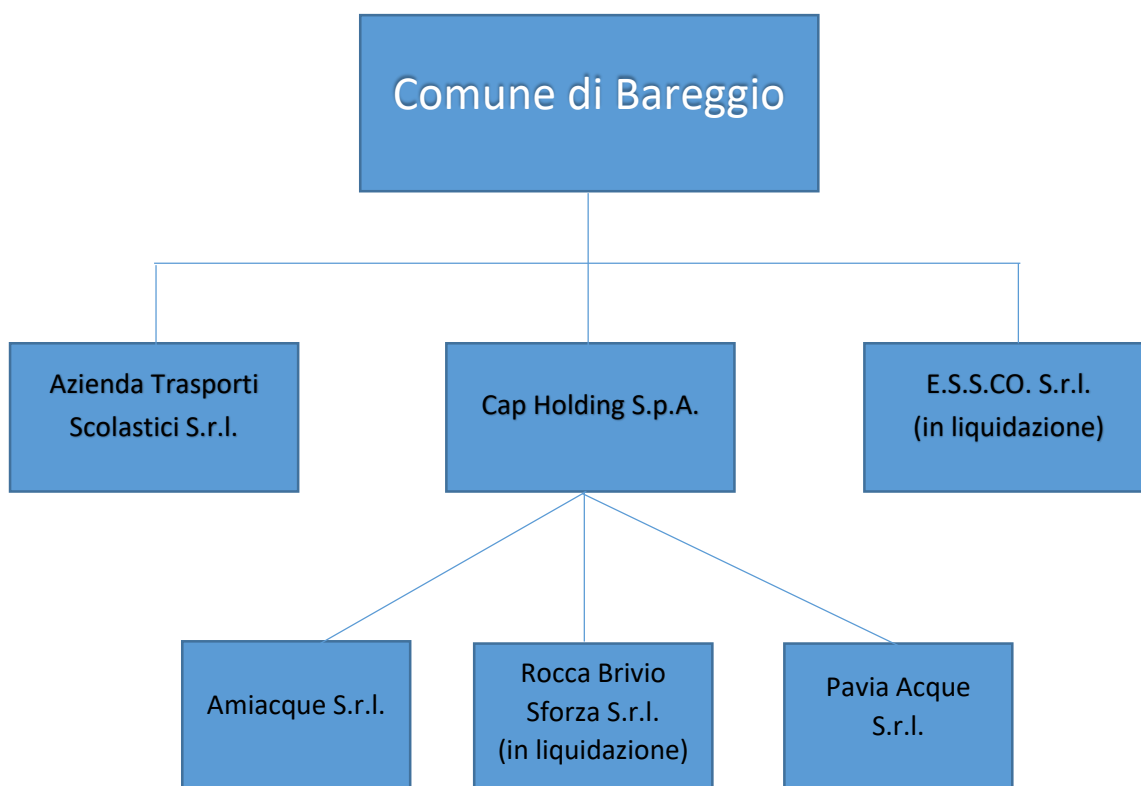 Comune di Bareggio
Azienda Trasporti
Scolastici S.r.l.
Cap Holding S.p.A.
E.S.S.CO. S.r.l.
(in liquidazione)
Amiacque S.r.l.
Rocca Brivio
Sforza S.r.l.
(in liquidazione)
Pavia Acque
S.r.l.